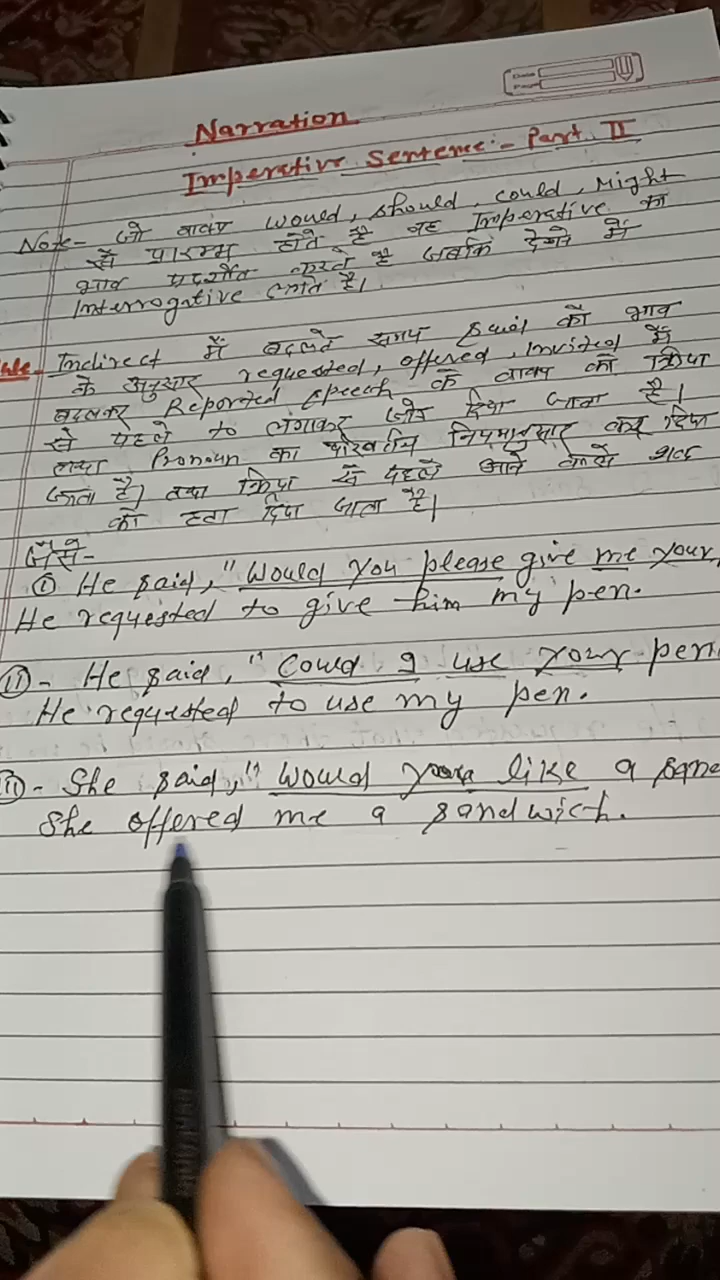 Date
Page
Narration
Imperative Sentence:- Part II
Note- जो वाक्य would, should, could, Might
से प्रारम्भ होते है वह Imperative का
भाव प्रदर्शित करते है जबकि देखने में
Interrogative लगते है।
Rule- Indirect में बदलते समय said को भाव
के अनुसार requested, offered, invited में
बदलकर Reported speech के वाक्य की क्रिया
से पहले to लगाकर जोड़ दिया जाता है।
तथा Pronoun का परिवर्तन नियमानुसार कर दिया
जाता है। तथा क्रिया से पहले आने वाले शब्द
को हटा दिया जाता है।
जैसे-
① He said, "Would you please give me your
He requested to give him my pen.
(ii)- He said, "Could I use your pen
He requested to use my pen.
She said, "Would you like a
She offered me a sandwich.